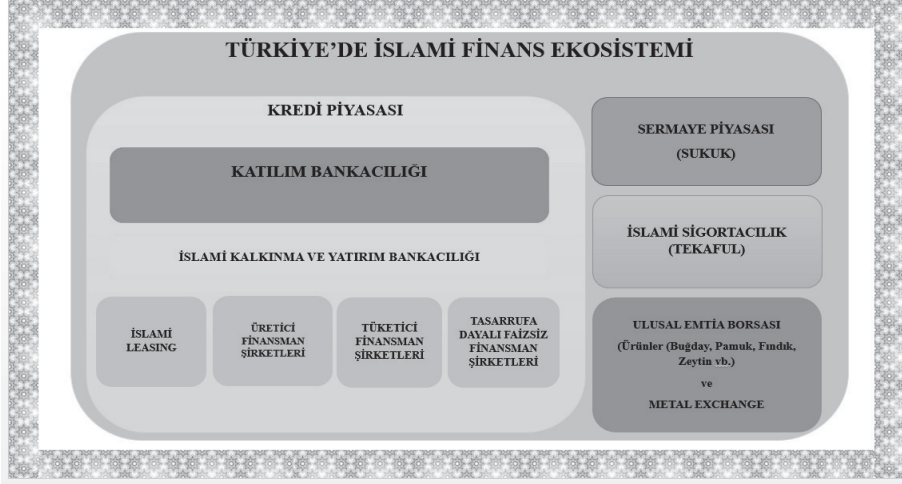 TÜRKİYE’DE İSLAMİ FİNANS EKOSİSTEMİ
KREDİ PİYASASI
KATILIM BANKACILIĞI
İSLAMİ KALKINMA VE YATIRIM BANKACILIĞI
İSLAMİ
LEASING
ÜRETİCİ
FİNANSMAN
ŞİRKETLERİ
TÜKETİCİ
FİNANSMAN
ŞİRKETLERİ
TASARRUFA
DAYALI FAİZSİZ
FİNANSMAN
ŞİRKETLERİ
SERMAYE PİYASASI
(SUKUK)
İSLAMİ SİGORTACILIK
(TEKAFUL)
ULUSAL EMTİA BORSASI
(Ürünler (Buğday, Pamuk, Fındık,
Zeytin vb.)
ve
METAL EXCHANGE